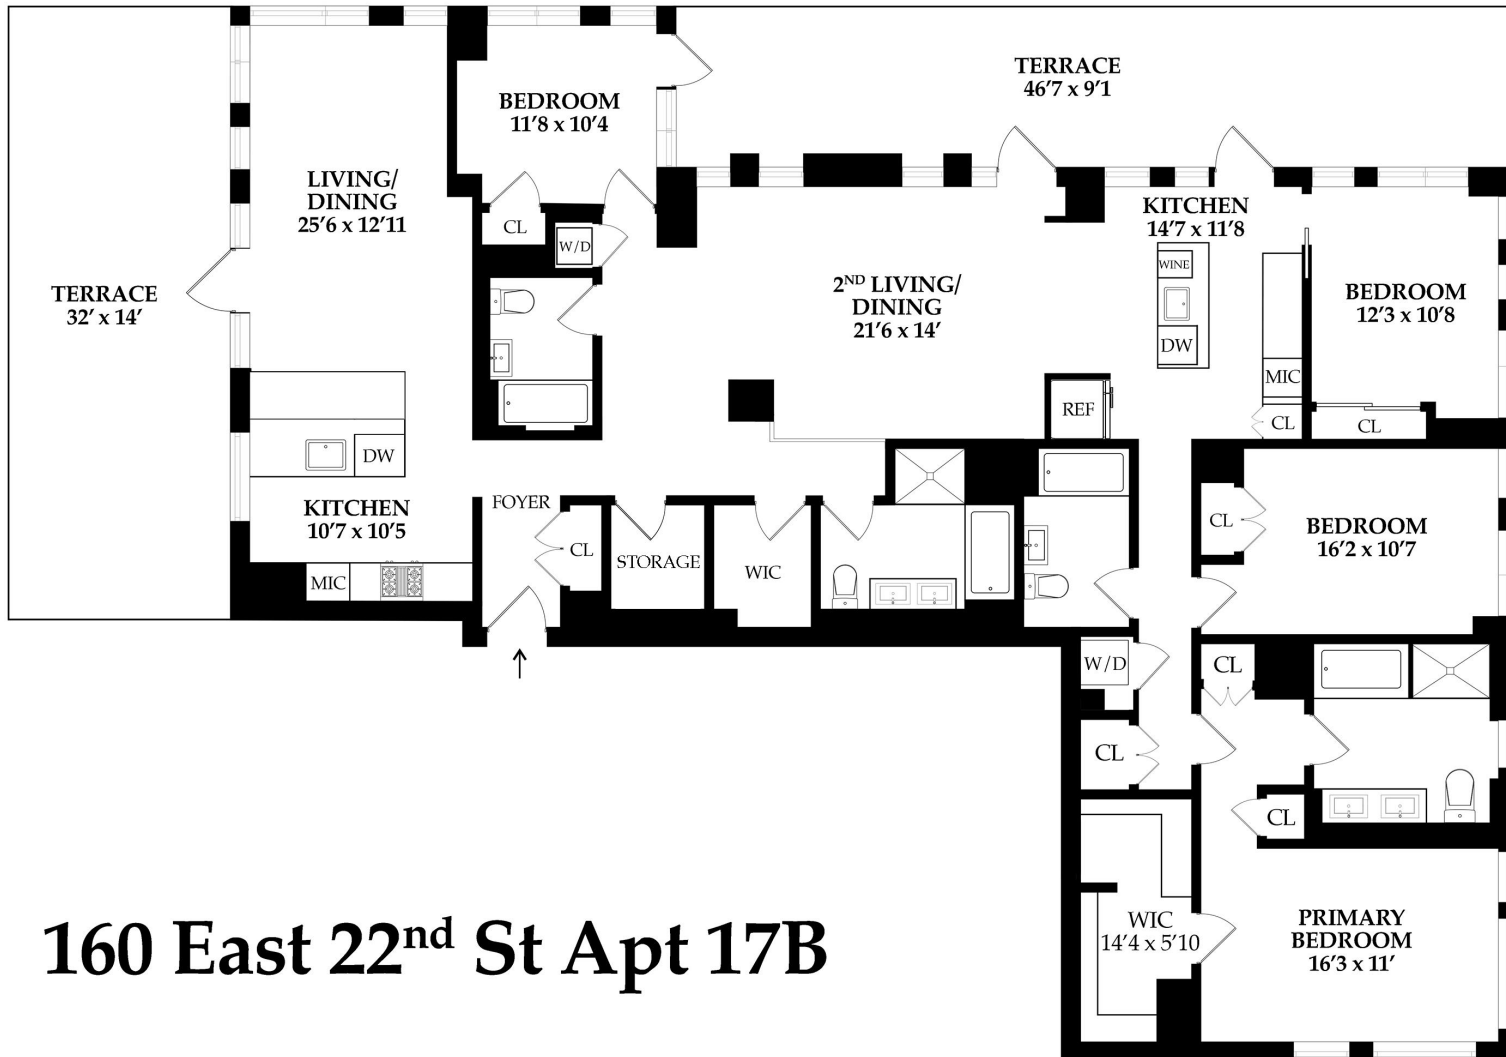 TERRACE
46'7 x 9'1
BEDROOM
11'8 x 10'4
LIVING/
DINING
25'6 x 12'11
CL
W/D
KITCHEN
14'7 x 11'8
WINE
DW
MIC
CL
REF
2ND LIVING/
DINING
21'6 x 14'
BEDROOM
12'3 x 10'8
CL
TERRACE
32' x 14'
DW
KITCHEN
10'7 x 10'5
MIC
FOYER
CL
STORAGE
WIC
CL
BEDROOM
16'2 x 10'7
W/D
CL
CL
CL
WIC
14'4 x 5'10
PRIMARY
BEDROOM
16'3 x 11'
160 East 22nd St Apt 17B